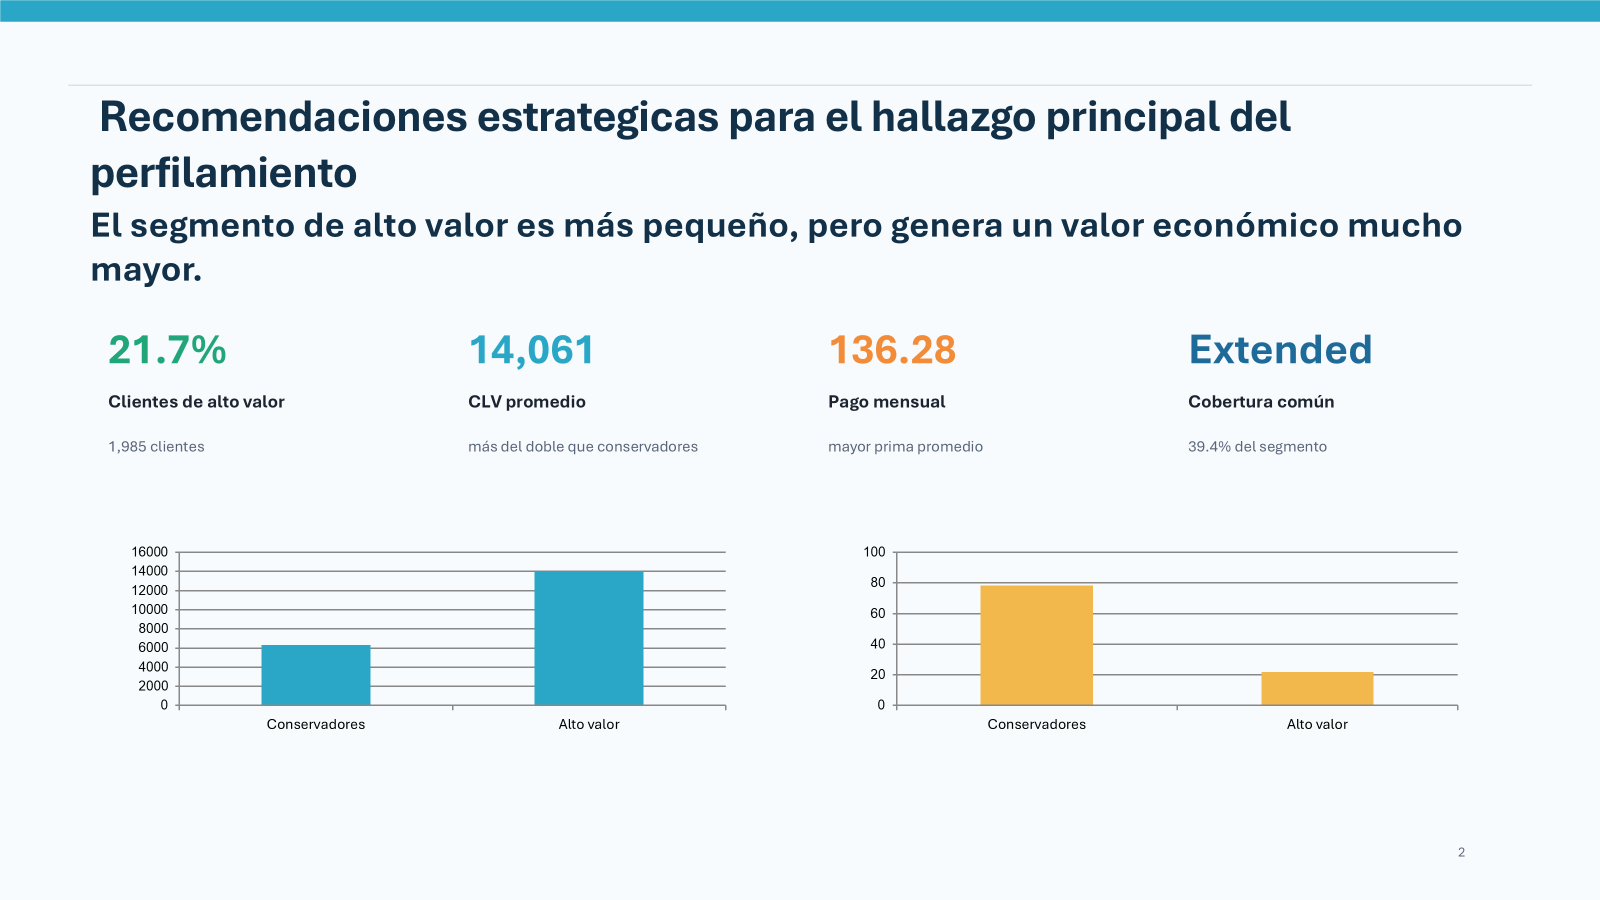 Recomendaciones estrategicas para el hallazgo principal del
perfilamiento
El segmento de alto valor es más pequeño, pero genera un valor económico mucho
mayor.
21.7%
Clientes de alto valor
1,985 clientes
14,061
CLV promedio
más del doble que conservadores
136.28
Pago mensual
mayor prima promedio
Extended
Cobertura común
39.4% del segmento
16000
14000
12000
10000
8000
6000
4000
2000
0
Conservadores
Alto valor
100
80
60
40
20
0
Conservadores
Alto valor
2